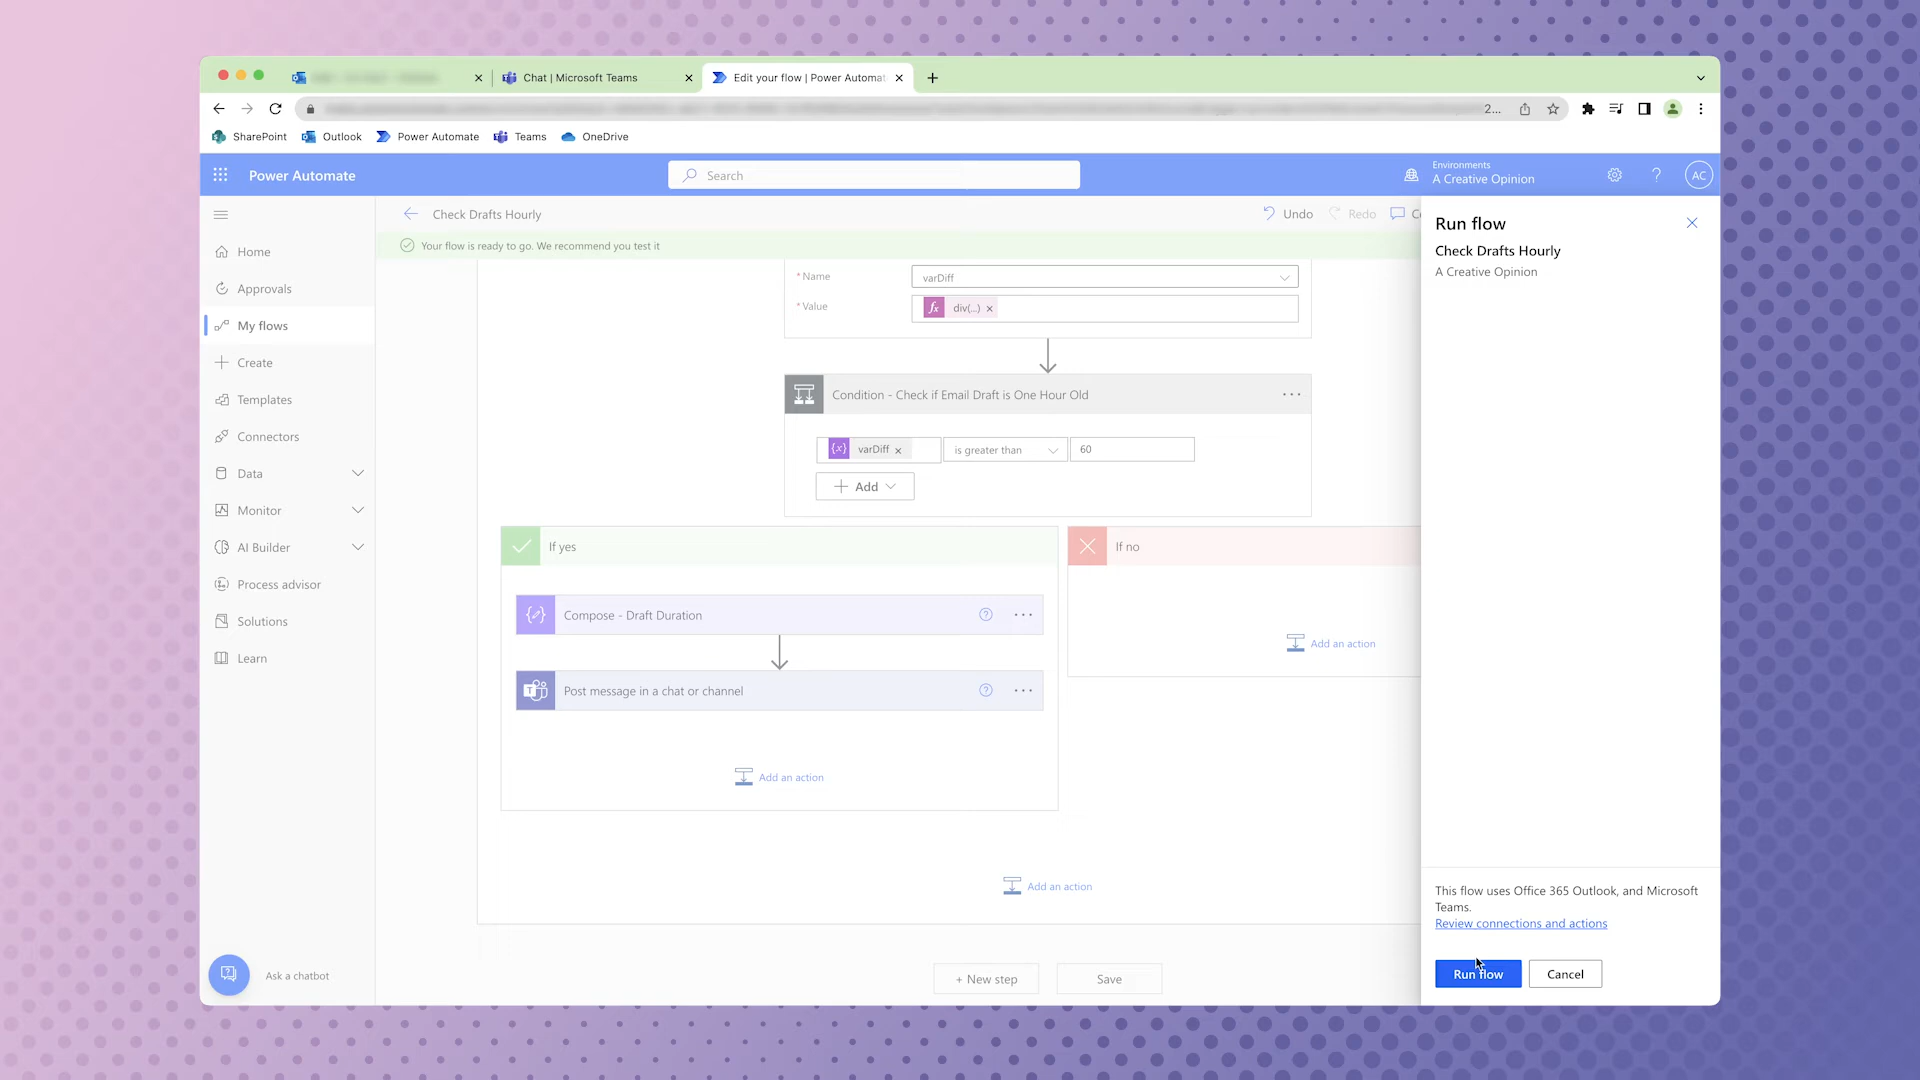 Chat | Microsoft Teams
Edit your flow | Power Automat
2...
SharePoint
Outlook
Power Automate
Teams
OneDrive
Power Automate
Search
Environments
A Creative Opinion
AC
Check Drafts Hourly
Undo
Redo
Your flow is ready to go. We recommend you test it
Home
Approvals
My flows
Create
Templates
Connectors
Data
Monitor
AI Builder
Process advisor
Solutions
Learn
Ask a chatbot
* Name
varDiff
* Value
fx div(...)
Condition - Check if Email Draft is One Hour Old
{x} varDiff
is greater than
60
Add
If yes
Compose - Draft Duration
Post message in a chat or channel
Add an action
If no
Add an action
Add an action
+ New step
Save
Run flow
Check Drafts Hourly
A Creative Opinion
This flow uses Office 365 Outlook, and Microsoft
Teams.
Review connections and actions
Run flow
Cancel